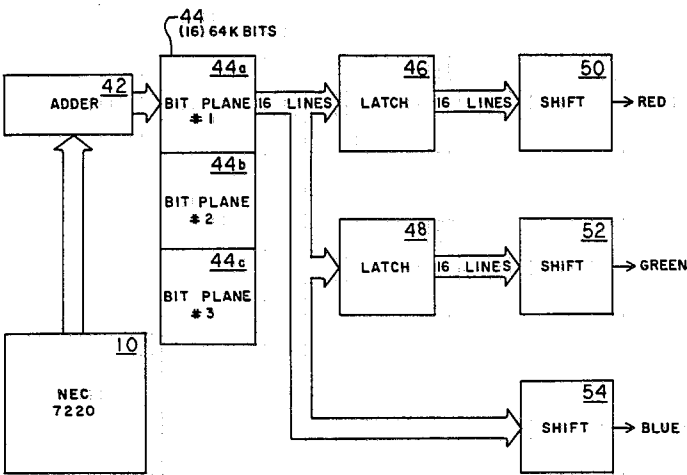 44
(16) 64K BITS
42
ADDER
44a
BIT PLANE
#1
16 LINES
46
LATCH
16 LINES
50
SHIFT
RED
44b
BIT PLANE
#2
44c
BIT PLANE
#3
48
LATCH
16 LINES
52
SHIFT
GREEN
10
NEC
7220
54
SHIFT
BLUE